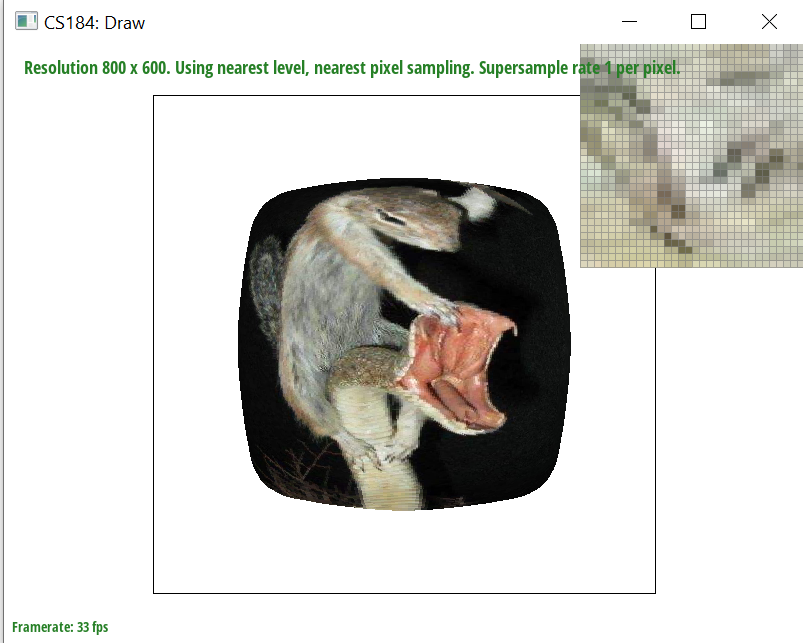 CS184: Draw
Resolution 800 x 600. Using nearest level, nearest pixel sampling. Supersample rate 1 per pixel.
Framerate: 33 fps